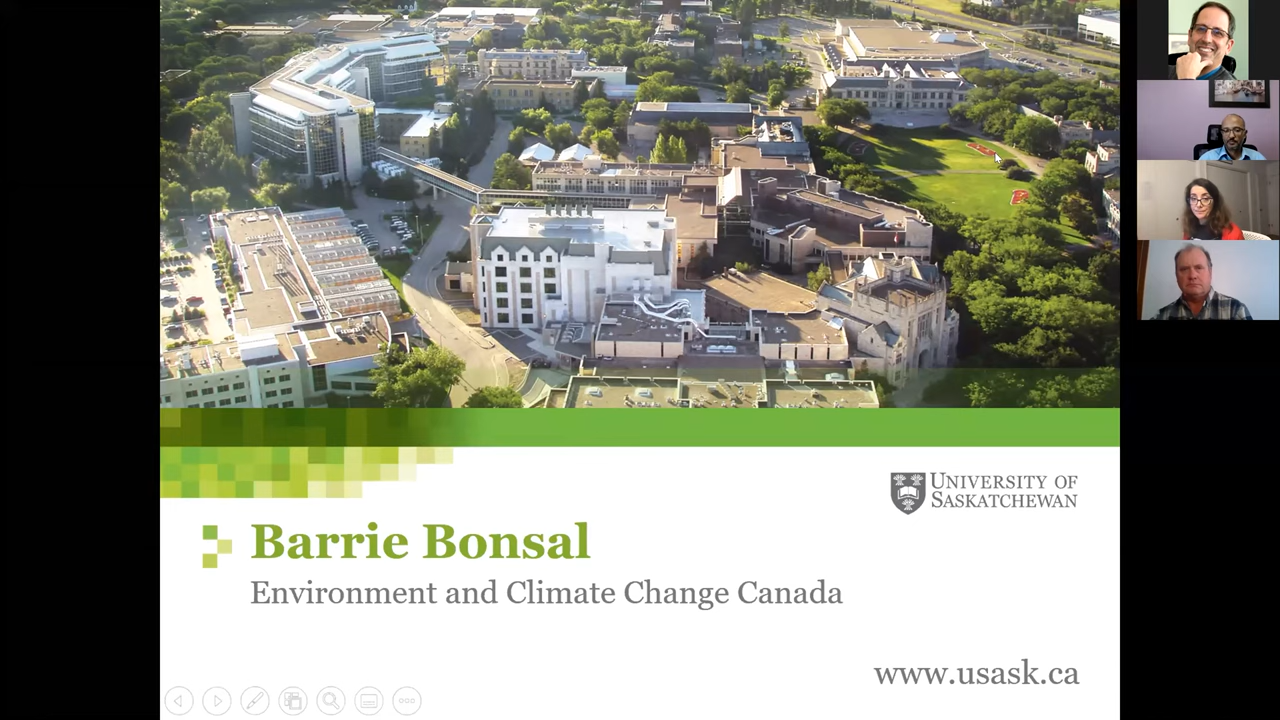 UNIVERSITY OF
SASKATCHEWAN
Barrie Bonsal
Environment and Climate Change Canada
www.usask.ca